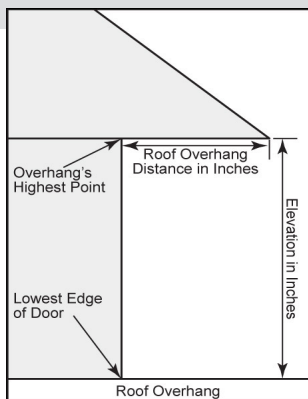 Roof Overhang
Distance in Inches
Overhang's
Highest Point
Elevation in Inches
Lowest Edge
of Door
Roof Overhang